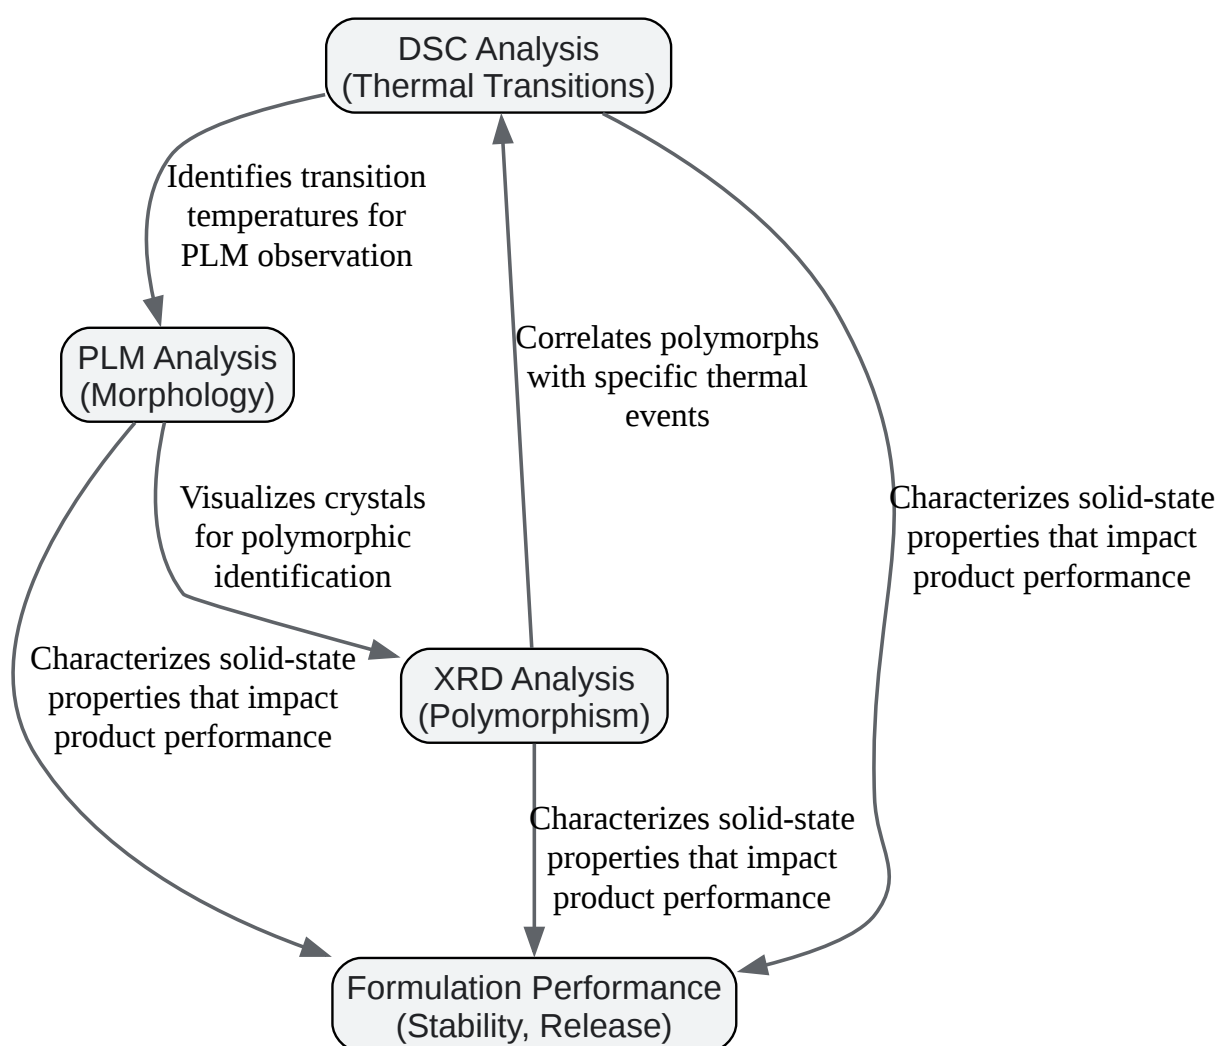 DSC Analysis
(Thermal Transitions)
Identifies transition
temperatures for
PLM observation
PLM Analysis
(Morphology)
Correlates polymorphs
with specific thermal
events
Visualizes crystals
for polymorphic
identification
Characterizes solid-state
properties that impact
product performance
Characterizes solid-state
properties that impact
product performance
XRD Analysis
(Polymorphism)
Characterizes solid-state
properties that impact
product performance
Formulation Performance
(Stability, Release)